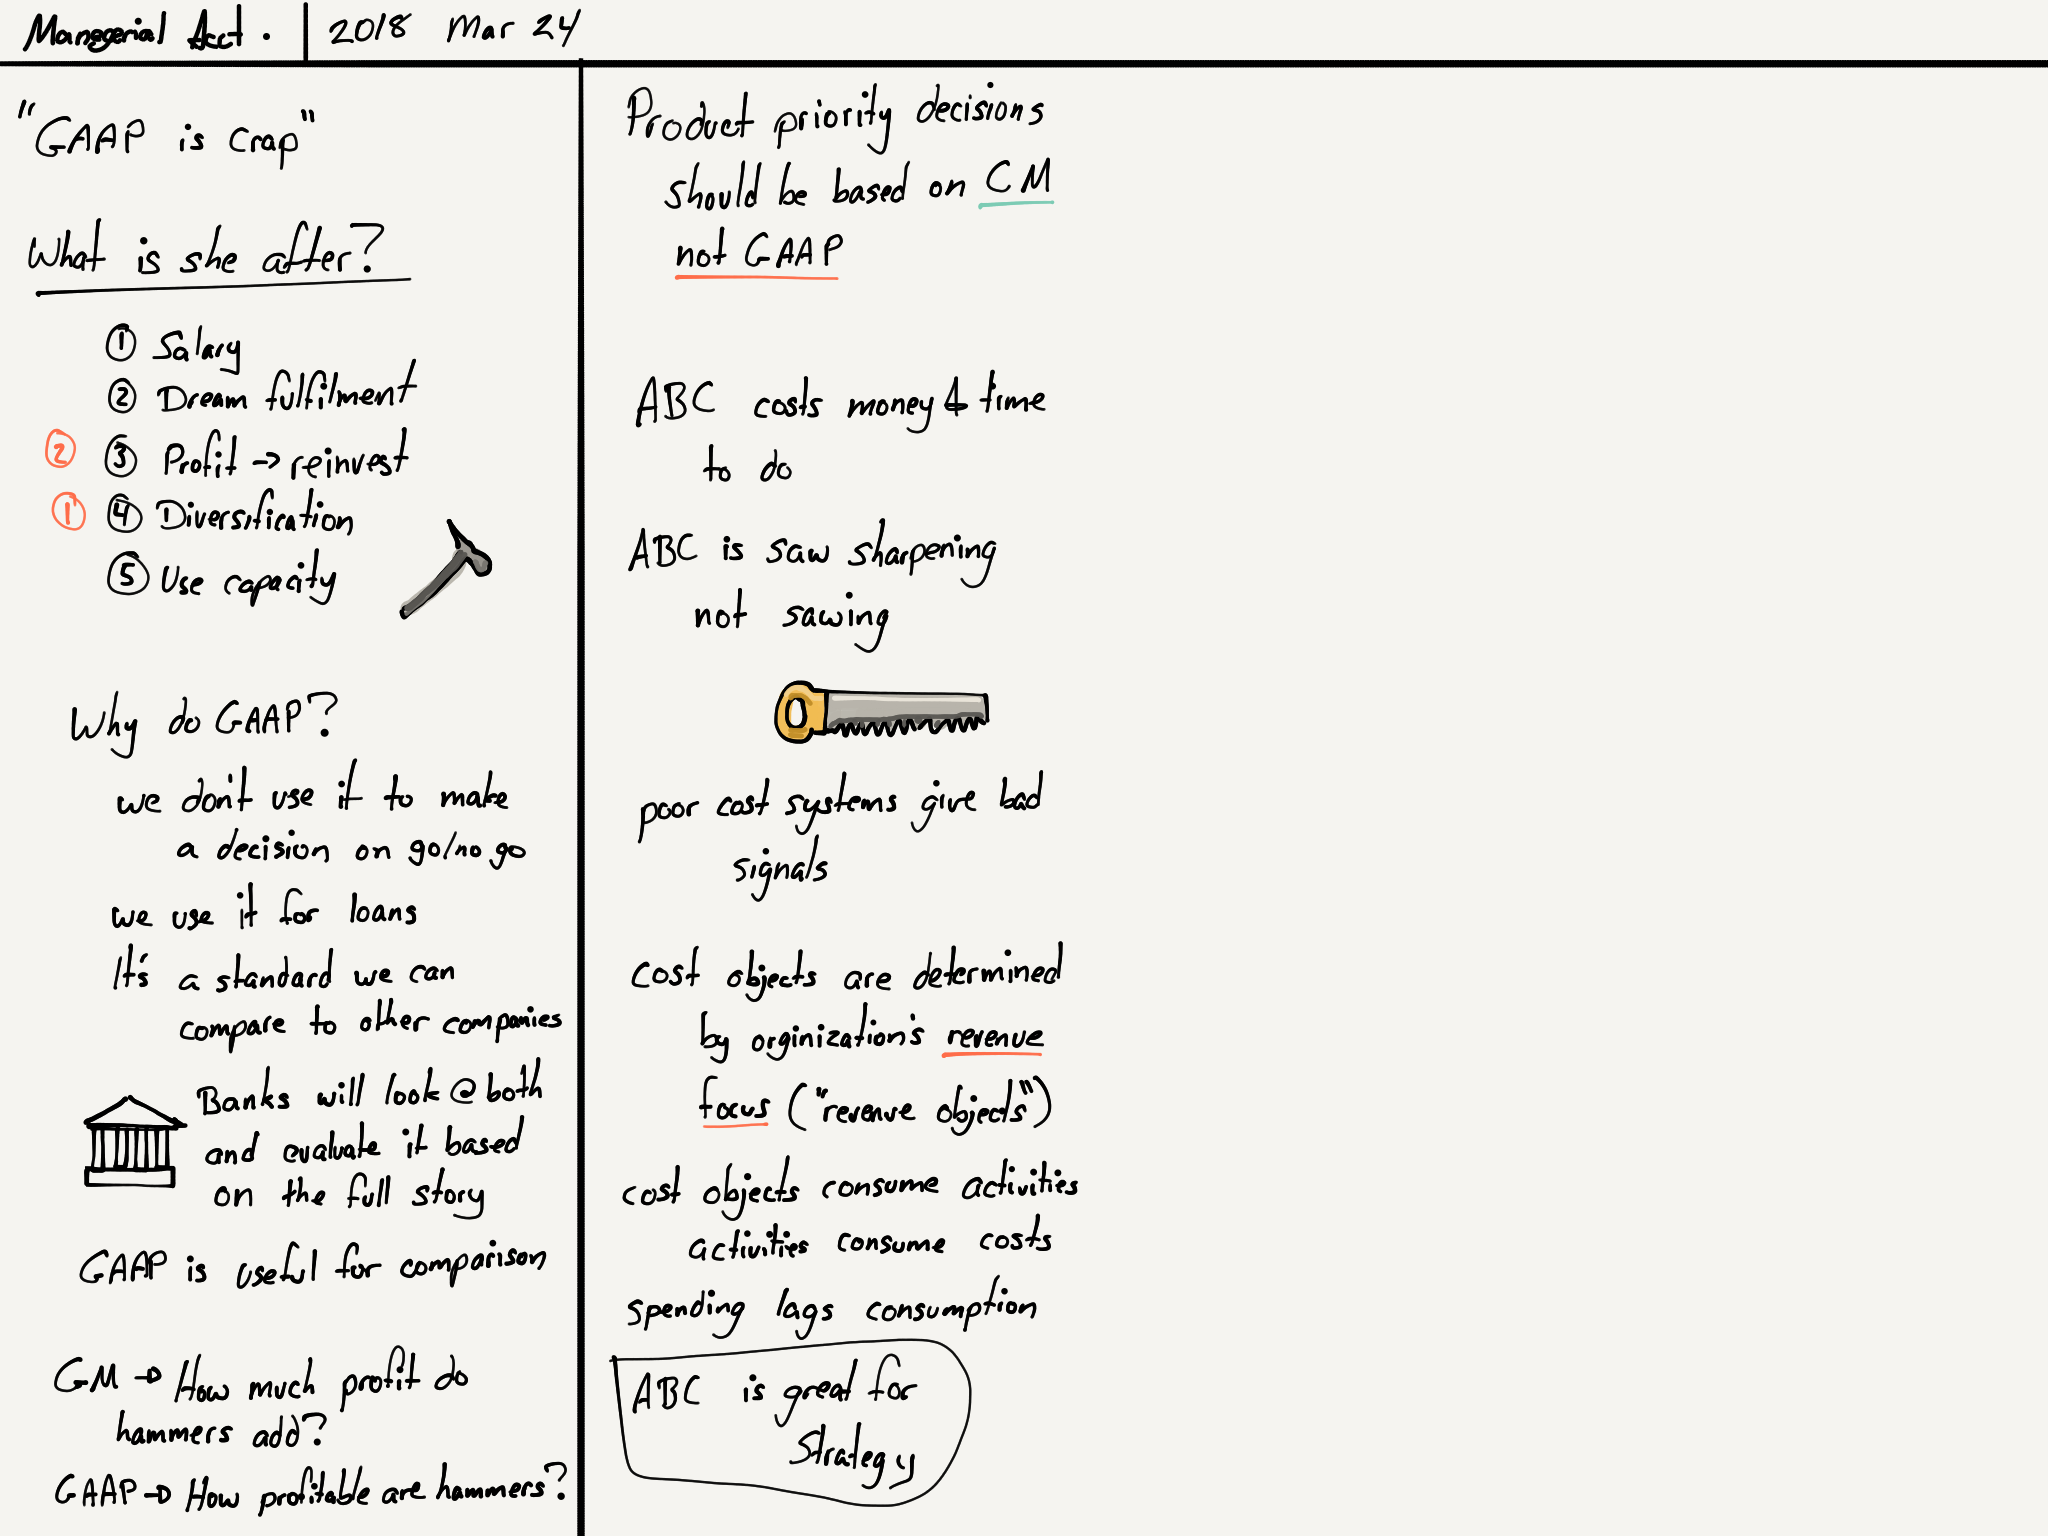 Manegerial Acct. 2018 Mar 24
"GAAP is crap"
What is she after?
① Salary
② Dream fulfilment
② ③ Profit → reinvest
① ④ Diversification
⑤ Use capacity
Why do GAAP?
we don't use it to make
a decision on go/no go
we use it for loans
It's a standard we can
compare to other companies
Banks will look @ both
and evaluate it based
on the full story
GAAP is useful for comparison
GM → How much profit do
hammers add?
GAAP → How profitable are hammers?
Product priority decisions
should be based on CM
not GAAP
ABC costs money & time
to do
ABC is saw sharpening
not sawing
poor cost systems give bad
signals
cost objects are determined
by orginization's revenue
focus ("revenue objects")
cost objects consume activities
activities consume costs
spending lags consumption
ABC is great for
Strategy